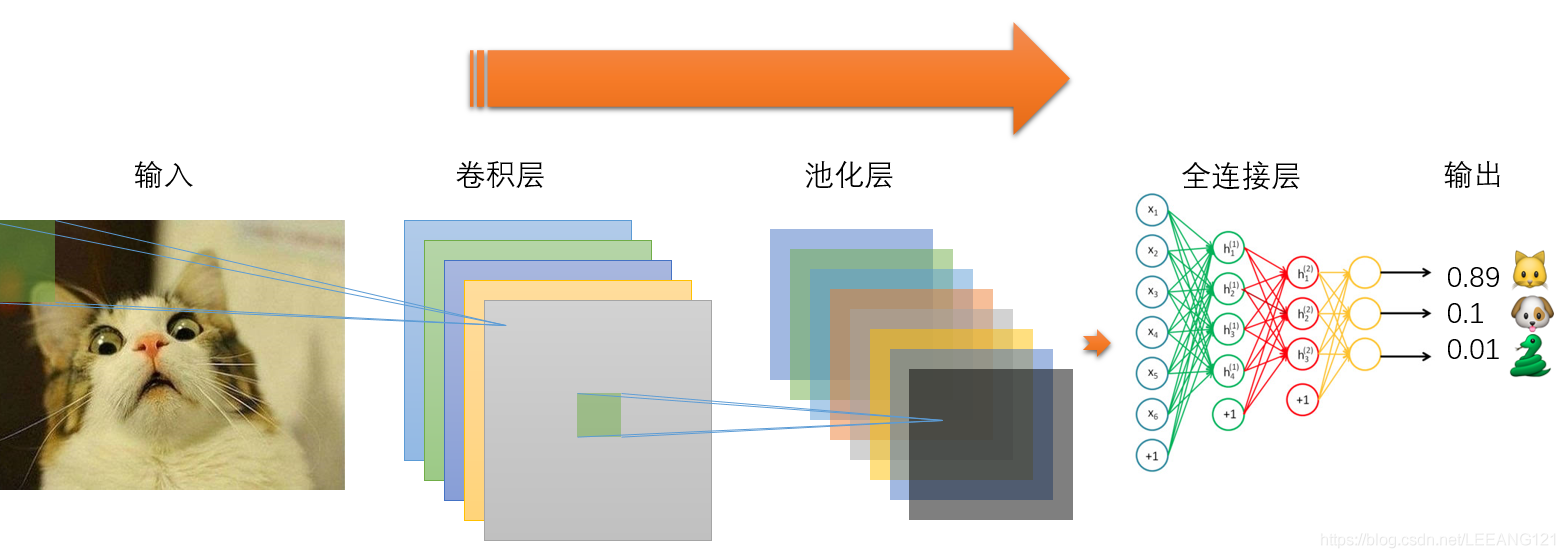 输入
卷积层
池化层
全连接层
输出
x₁
x₂
x₃
x₄
x₅
x₆
+1
h₁⁽¹⁾
h₂⁽¹⁾
h₃⁽¹⁾
h₄⁽¹⁾
+1
h₁⁽²⁾
h₂⁽²⁾
h₃⁽²⁾
+1
0.89
0.1
0.01
https://blog.csdn.net/LEEANG121